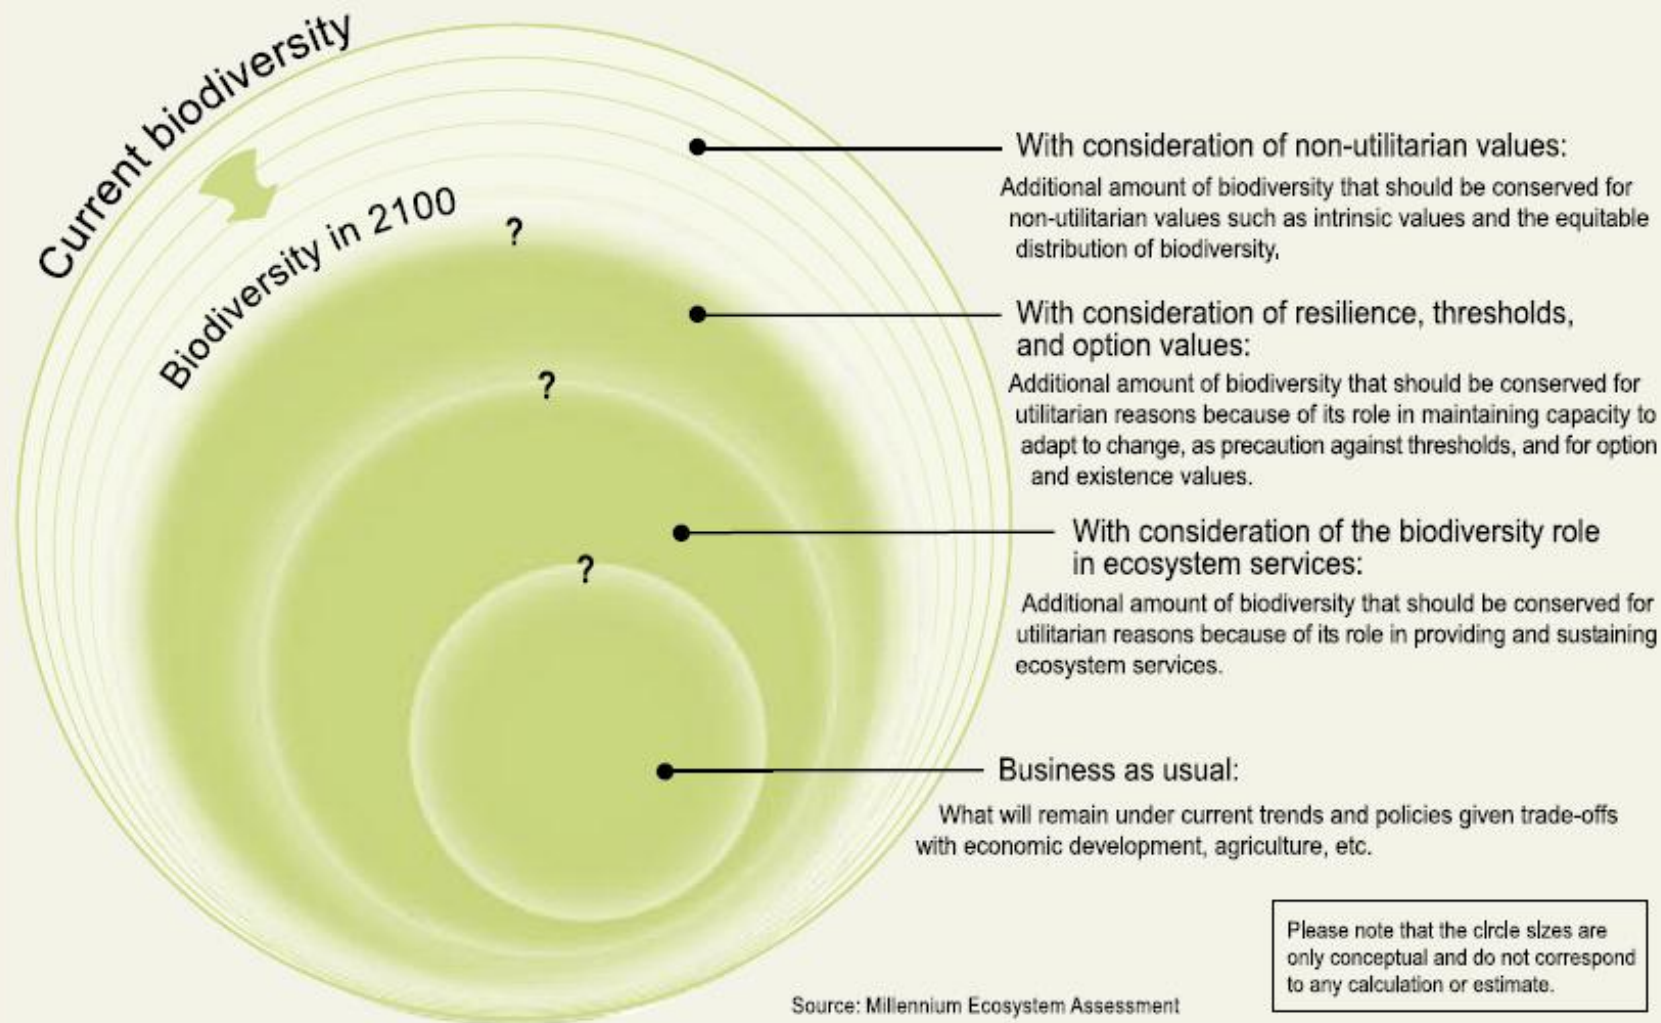 Current biodiversity
Biodiversity in 2100
?
?
?
With consideration of non-utilitarian values:
Additional amount of biodiversity that should be conserved for
non-utilitarian values such as intrinsic values and the equitable
distribution of biodiversity,
With consideration of resilience, thresholds,
and option values:
Additional amount of biodiversity that should be conserved for
utilitarian reasons because of its role in maintaining capacity to
adapt to change, as precaution against thresholds, and for option
and existence values.
With consideration of the biodiversity role
in ecosystem services:
Additional amount of biodiversity that should be conserved for
utilitarian reasons because of its role in providing and sustaining
ecosystem services.
Business as usual:
What will remain under current trends and policies given trade-offs
with economic development, agriculture, etc.
Please note that the circle sizes are
only conceptual and do not correspond
to any calculation or estimate.
Source: Millennium Ecosystem Assessment